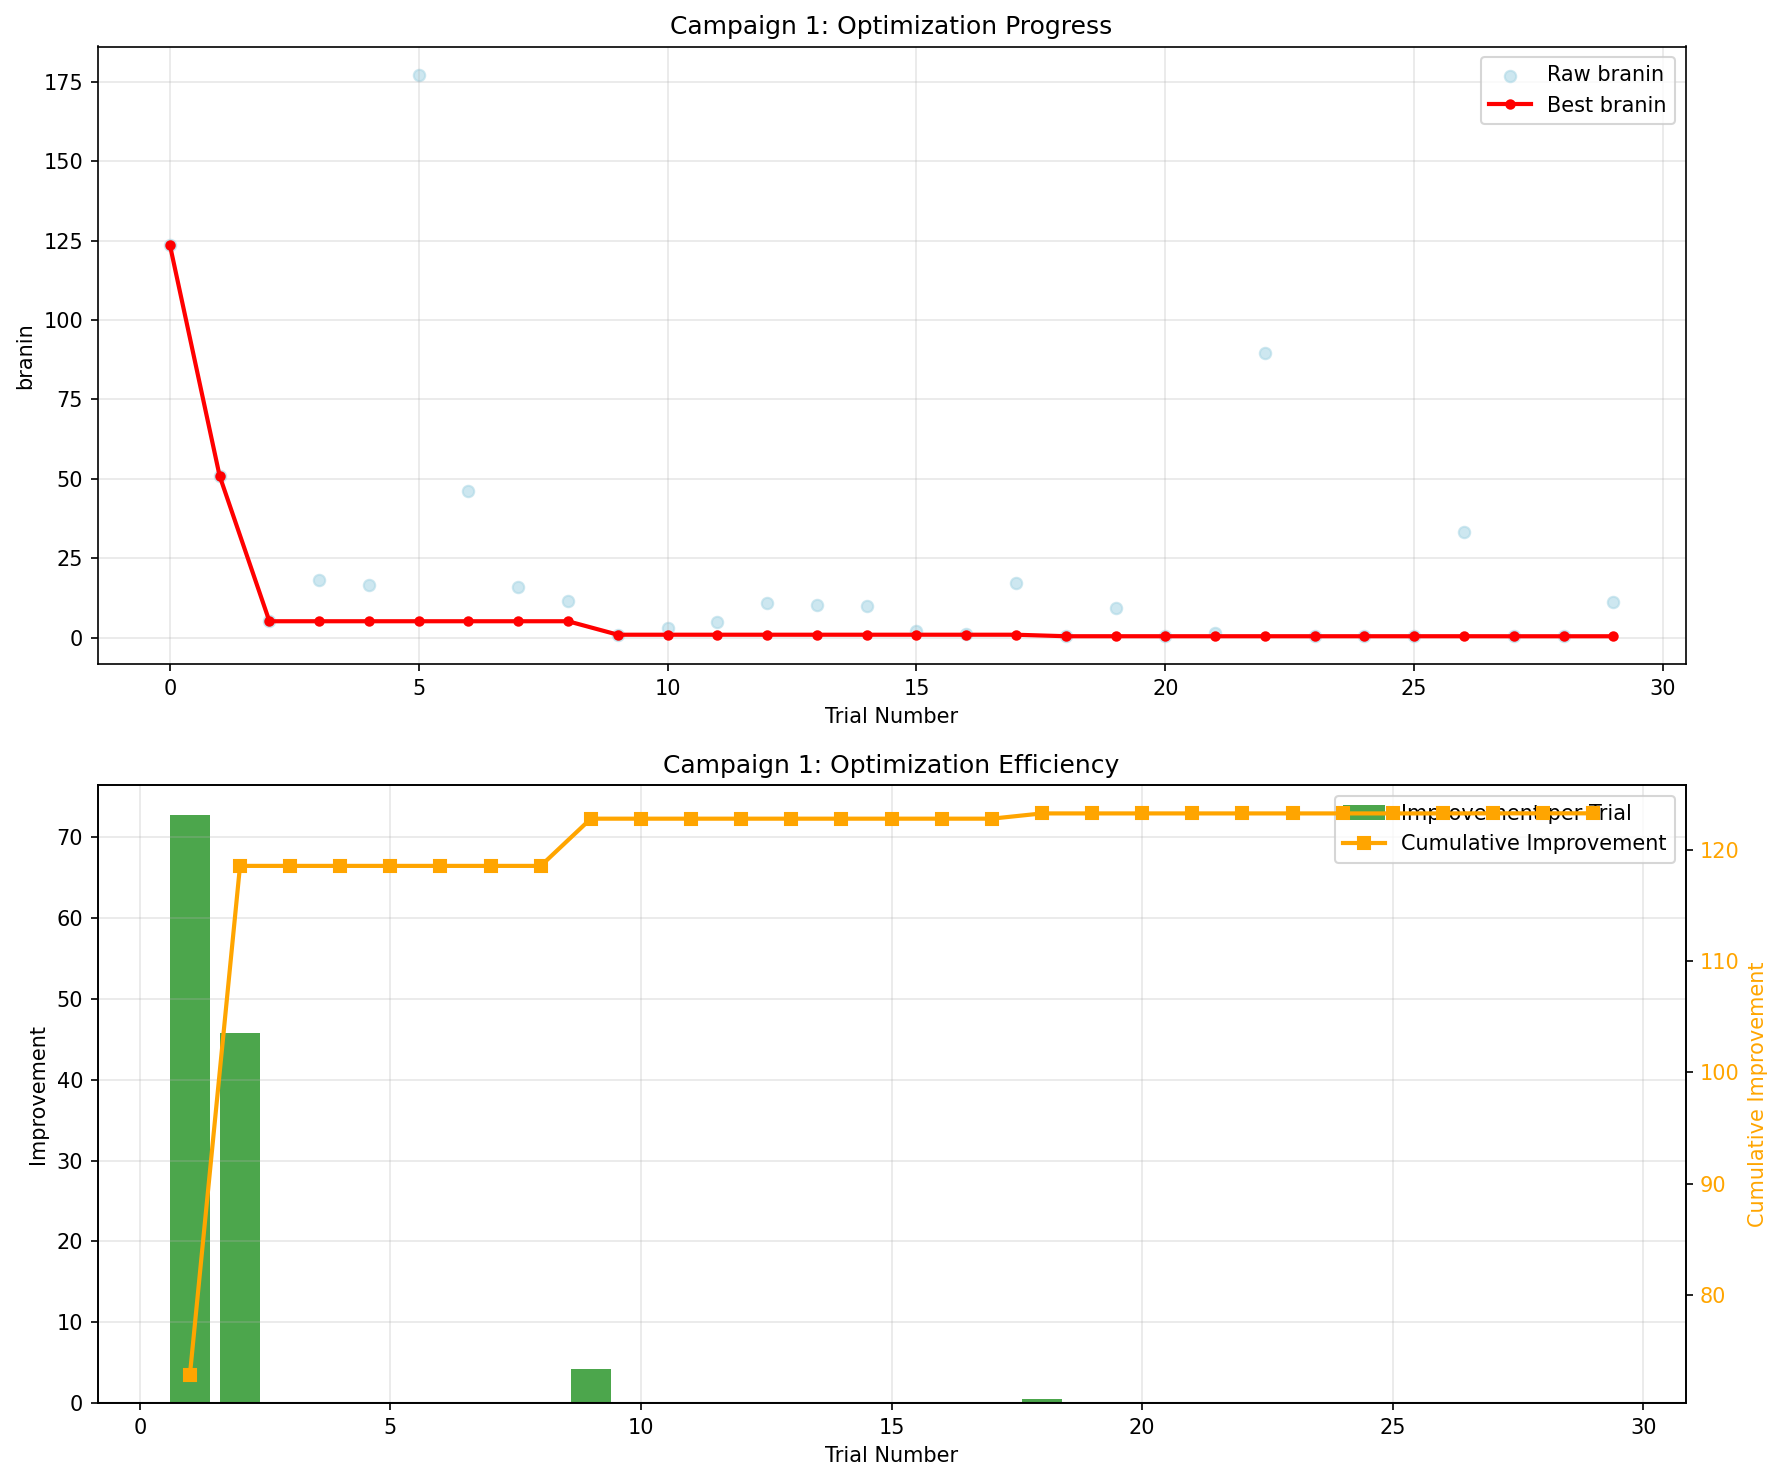 Campaign 1: Optimization Progress
175
150
125
100
75
50
25
0
branin
Raw branin
Best branin
0 5 10 15 20 25 30
Trial Number
Campaign 1: Optimization Efficiency
70
60
50
40
30
20
10
0
Improvement
Improvement per Trial
Cumulative Improvement
120
110
100
90
80
Cumulative Improvement
0 5 10 15 20 25 30
Trial Number